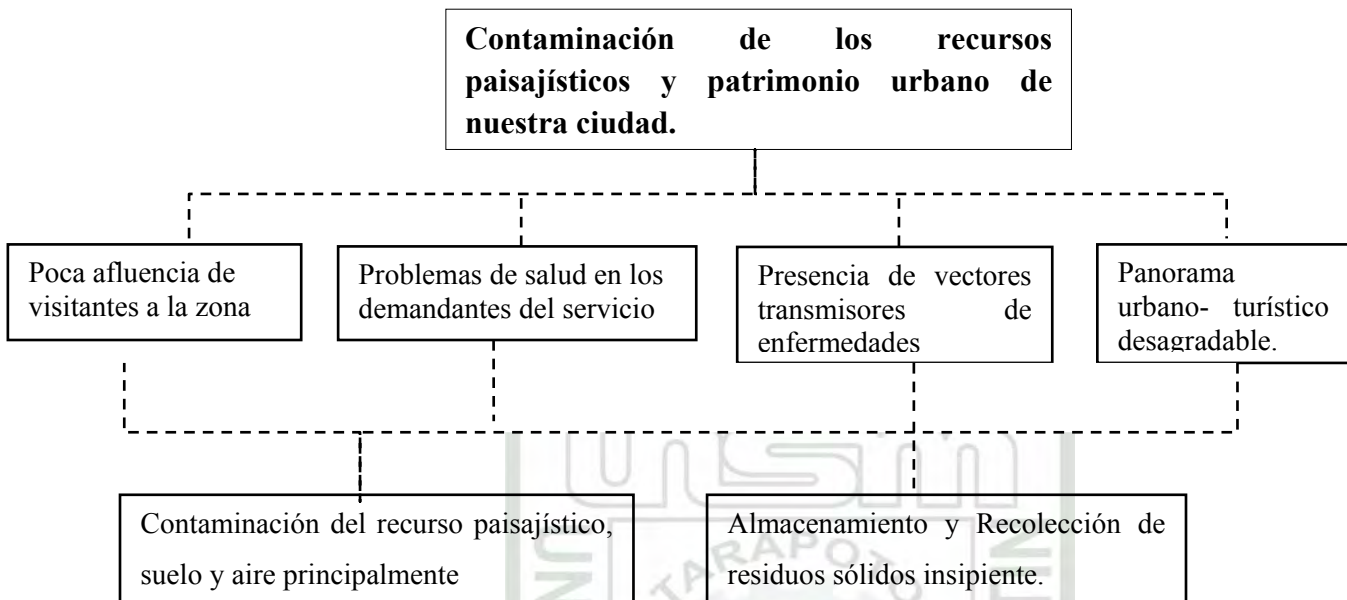 Contaminación de los recursos
paisajísticos y patrimonio urbano de
nuestra ciudad.
Poca afluencia de
visitantes a la zona
Problemas de salud en los
demandantes del servicio
Presencia de vectores
transmisores de
enfermedades
Panorama
urbano- turístico
desagradable.
Contaminación del recurso paisajístico,
suelo y aire principalmente
Almacenamiento y Recolección de
residuos sólidos insipiente.
unsm
TARAPOTO